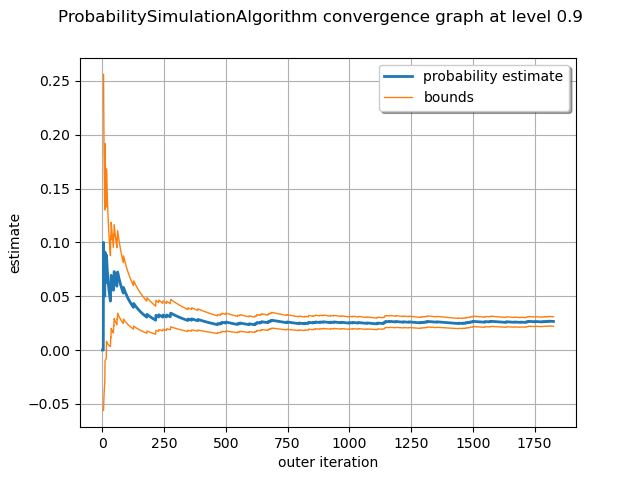 ProbabilitySimulationAlgorithm convergence graph at level 0.9
probability estimate
bounds
0.25
0.20
0.15
0.10
0.05
0.00
−0.05
estimate
0 250 500 750 1000 1250 1500 1750
outer iteration